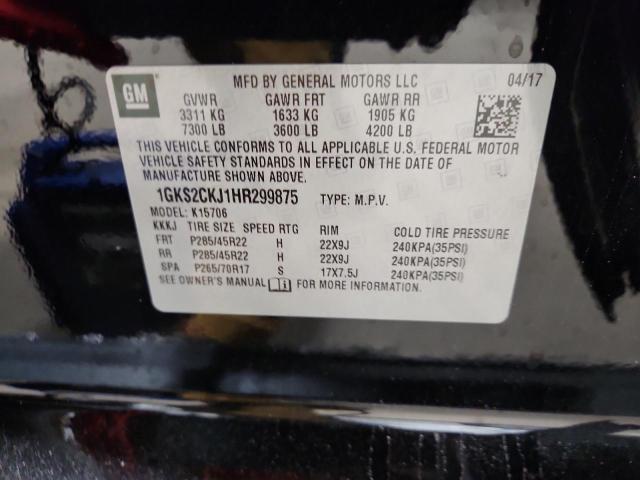 GM
MFD BY GENERAL MOTORS LLC 04/17
GVWR GAWR FRT GAWR RR
3311 KG 1633 KG 1905 KG
7300 LB 3600 LB 4200 LB
THIS VEHICLE CONFORMS TO ALL APPLICABLE U.S. FEDERAL MOTOR
VEHICLE SAFETY STANDARDS IN EFFECT ON THE DATE OF
MANUFACTURE SHOWN ABOVE.
1GKS2CKJ1HR299875 TYPE: M.P.V.
MODEL: K15706
KKKJ TIRE SIZE SPEED RTG RIM COLD TIRE PRESSURE
FRT P285/45R22 H 22X9J 240KPA(35PSI)
RR P285/45R22 H 22X9J 240KPA(35PSI)
SPA P265/70R17 S 17X7.5J 240KPA(35PSI)
SEE OWNER'S MANUAL FOR MORE INFORMATION.